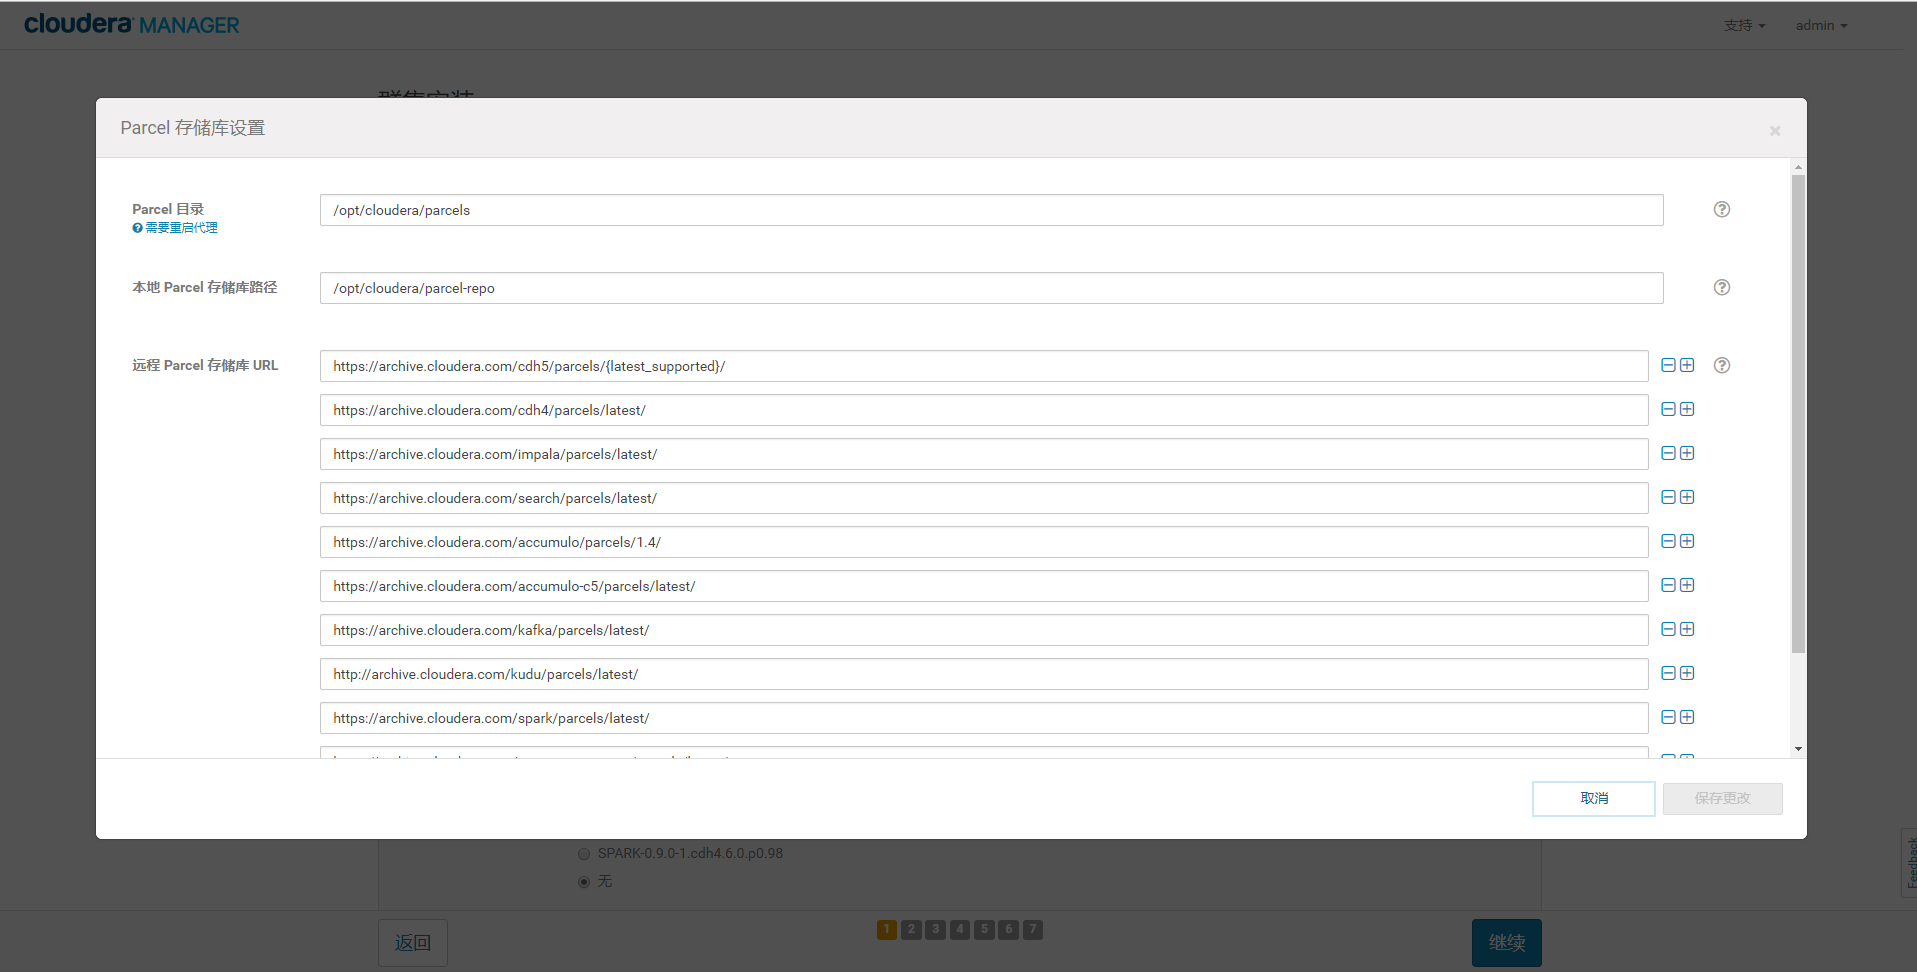 cloudera MANAGER
支持
admin
群集安装
Parcel 存储库设置
Parcel 目录
需要重启代理
/opt/cloudera/parcels
本地 Parcel 存储库路径
/opt/cloudera/parcel-repo
远程 Parcel 存储库 URL
https://archive.cloudera.com/cdh5/parcels/{latest_supported}/
https://archive.cloudera.com/cdh4/parcels/latest/
https://archive.cloudera.com/impala/parcels/latest/
https://archive.cloudera.com/search/parcels/latest/
https://archive.cloudera.com/accumulo/parcels/1.4/
https://archive.cloudera.com/accumulo-c5/parcels/latest/
https://archive.cloudera.com/kafka/parcels/latest/
http://archive.cloudera.com/kudu/parcels/latest/
https://archive.cloudera.com/spark/parcels/latest/
取消
保存更改
SPARK-0.9.0-1.cdh4.6.0.p0.98
无
Feedback
返回
1 2 3 4 5 6 7
继续